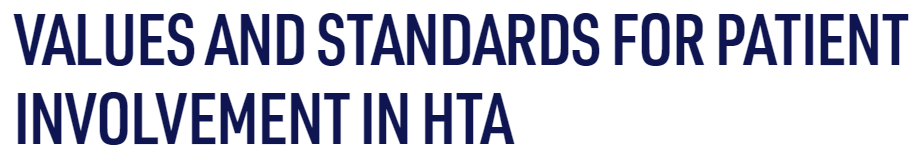 VALUES AND STANDARDS FOR PATIENT
INVOLVEMENT IN HTA